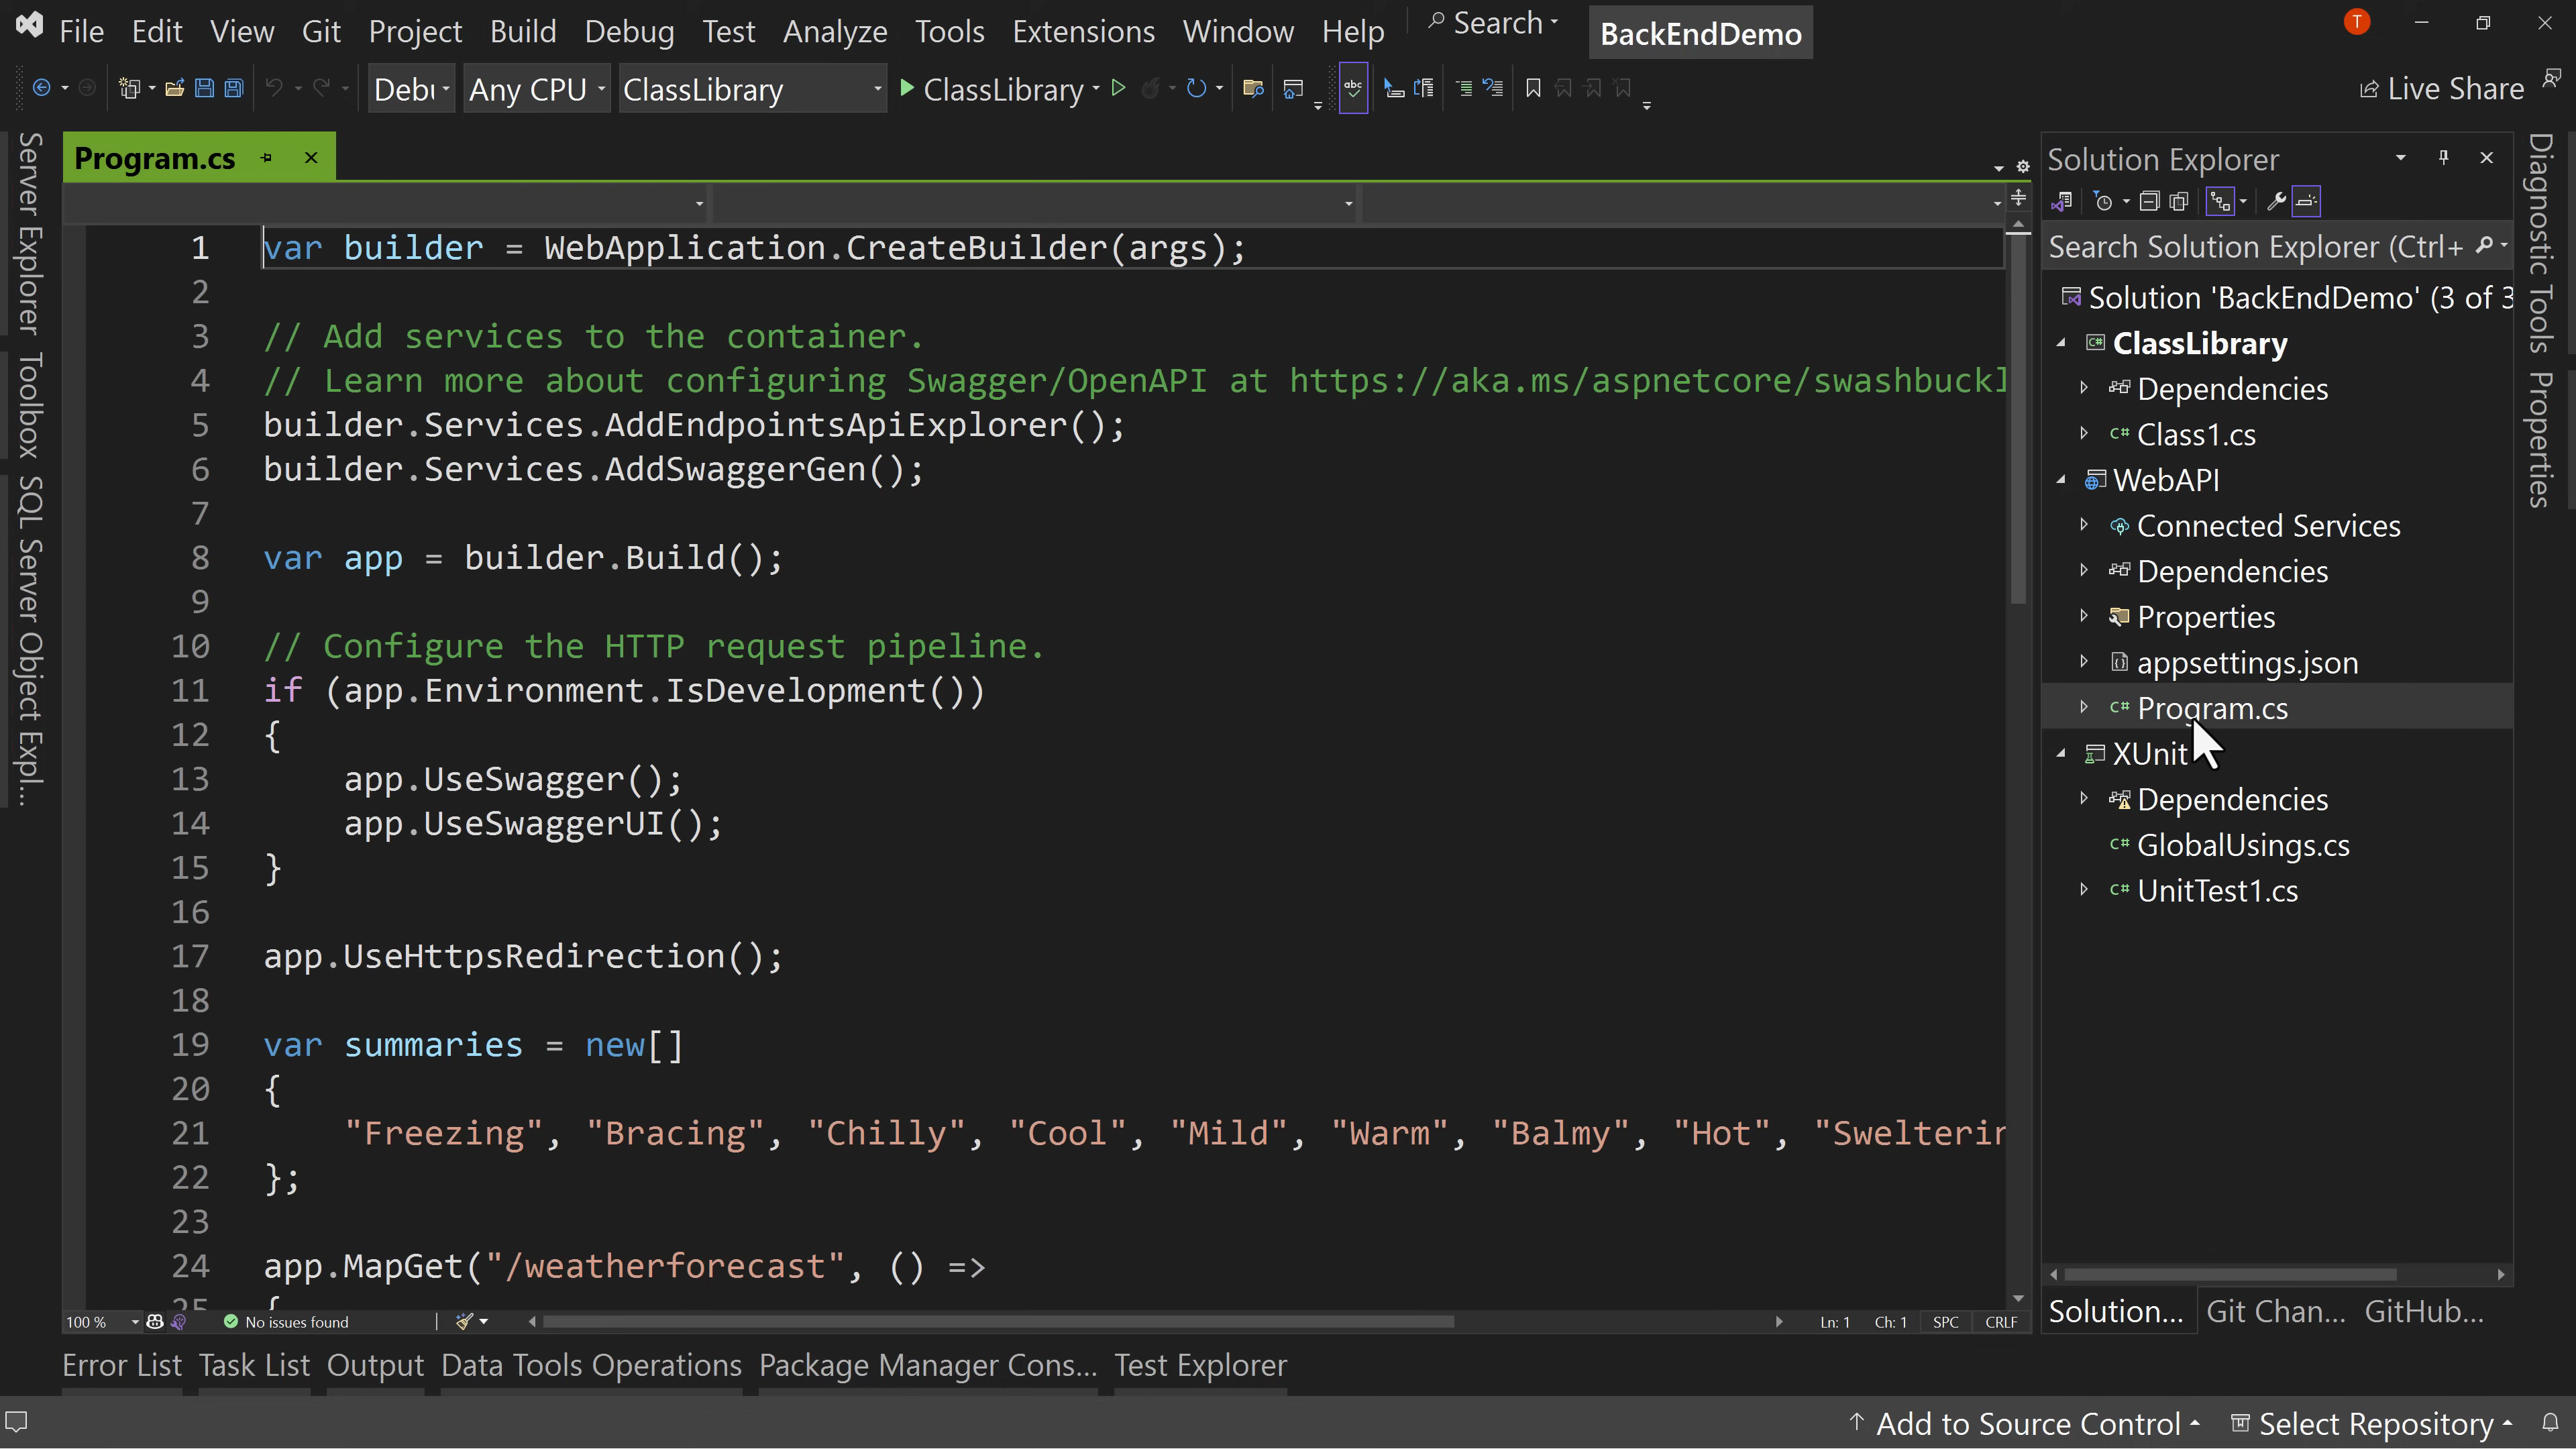 File Edit View Git Project Build Debug Test Analyze Tools Extensions Window Help Search BackEndDemo T
Debu Any CPU ClassLibrary ClassLibrary abc Live Share
Server Explorer
Toolbox
SQL Server Object Expl...
Program.cs
1 var builder = WebApplication.CreateBuilder(args);
2
3 // Add services to the container.
4 // Learn more about configuring Swagger/OpenAPI at https://aka.ms/aspnetcore/swashbuckl
5 builder.Services.AddEndpointsApiExplorer();
6 builder.Services.AddSwaggerGen();
7
8 var app = builder.Build();
9
10 // Configure the HTTP request pipeline.
11 if (app.Environment.IsDevelopment())
12 {
13 app.UseSwagger();
14 app.UseSwaggerUI();
15 }
16
17 app.UseHttpsRedirection();
18
19 var summaries = new[]
20 {
21 "Freezing", "Bracing", "Chilly", "Cool", "Mild", "Warm", "Balmy", "Hot", "Swelterin
22 };
23
24 app.MapGet("/weatherforecast", () =>
25 {
100 % No issues found Ln: 1 Ch: 1 SPC CRLF
Solution Explorer
Search Solution Explorer (Ctrl+
Solution 'BackEndDemo' (3 of 3
C# ClassLibrary
Dependencies
C# Class1.cs
WebAPI
Connected Services
Dependencies
Properties
appsettings.json
C# Program.cs
XUnit
Dependencies
C# GlobalUsings.cs
C# UnitTest1.cs
Solution... Git Chan... GitHub...
Diagnostic Tools
Properties
Error List Task List Output Data Tools Operations Package Manager Cons... Test Explorer
Add to Source Control Select Repository